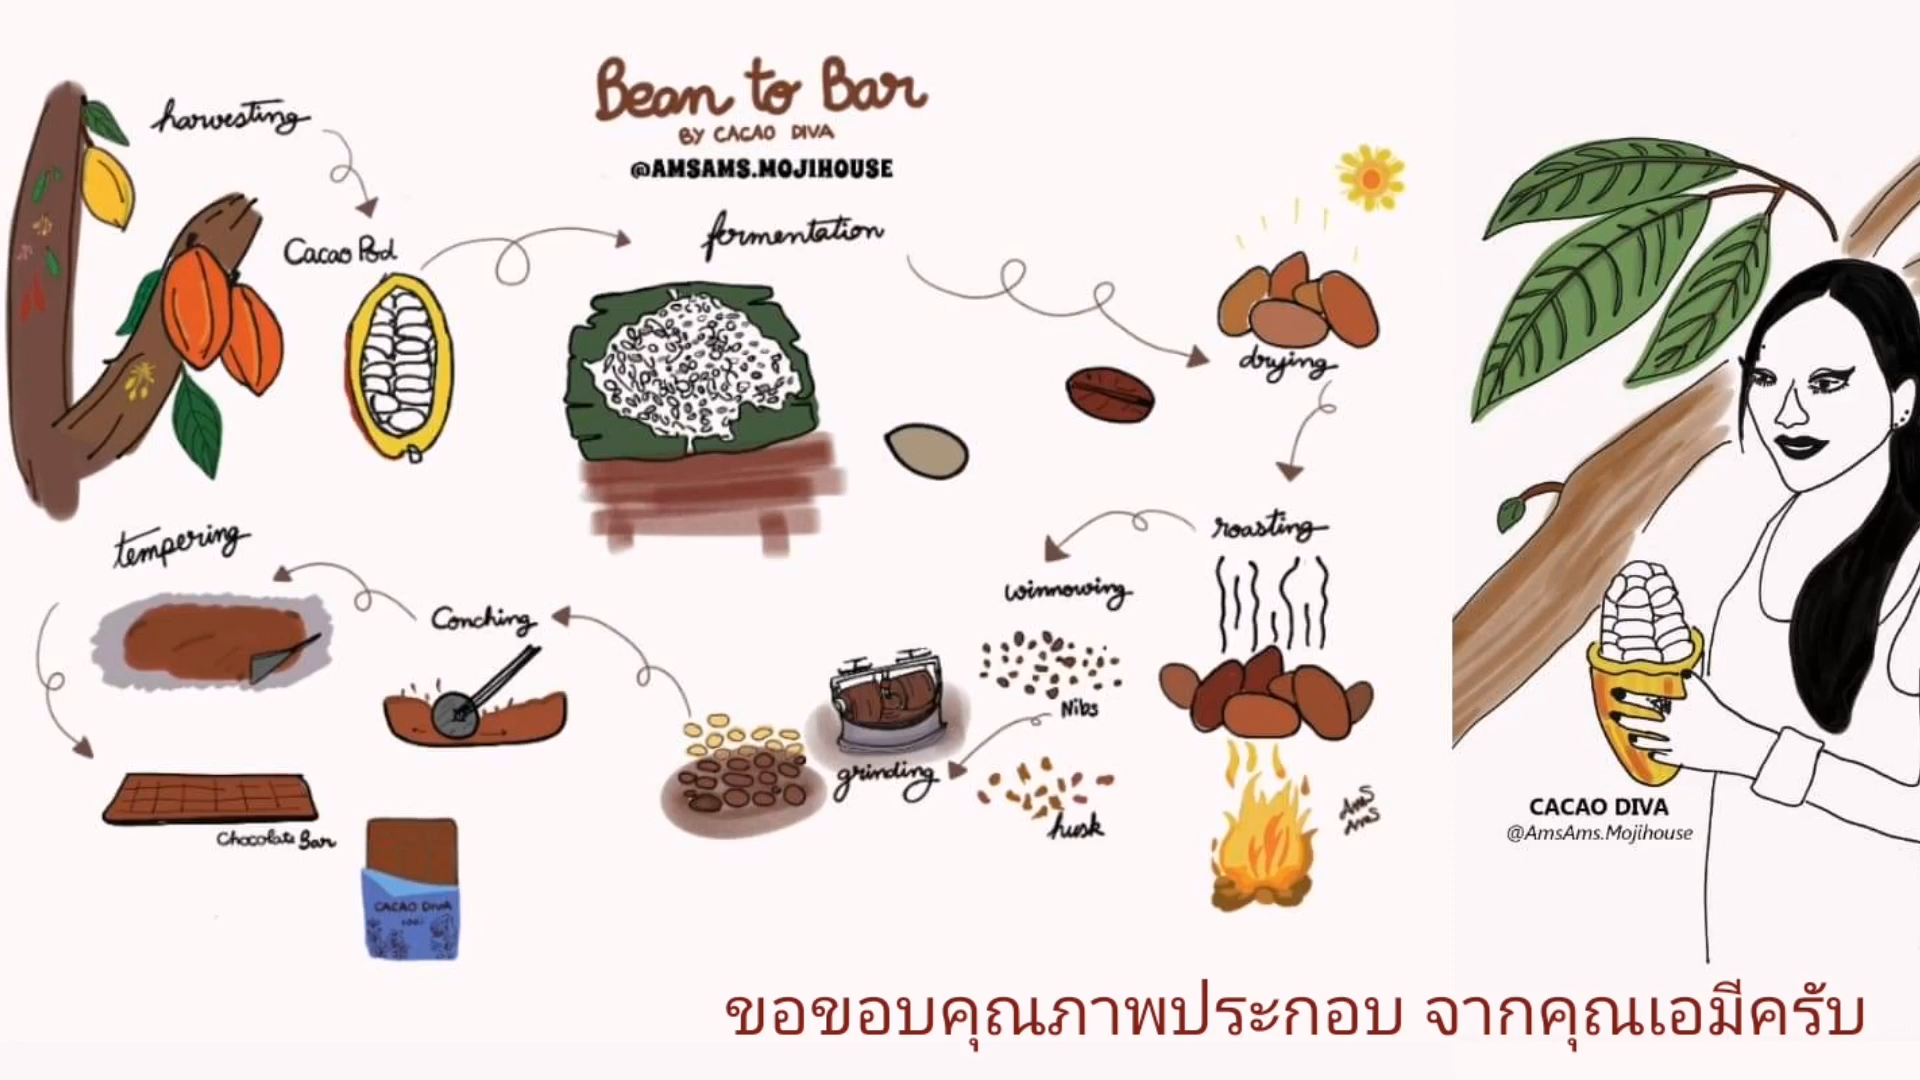 Bean to Bar
BY CACAO DIVA
@AMSAMS.MOJIHOUSE
harvesting
Cacao Pod
fermentation
drying
roasting
winnowing
Nibs
husk
grinding
Conching
tempering
Chocolate Bar
CACAO DIVA
AmS
AmS
CACAO DIVA
@AmsAms.Mojihouse
ขอขอบคุณภาพประกอบ จากคุณเอมีครับ